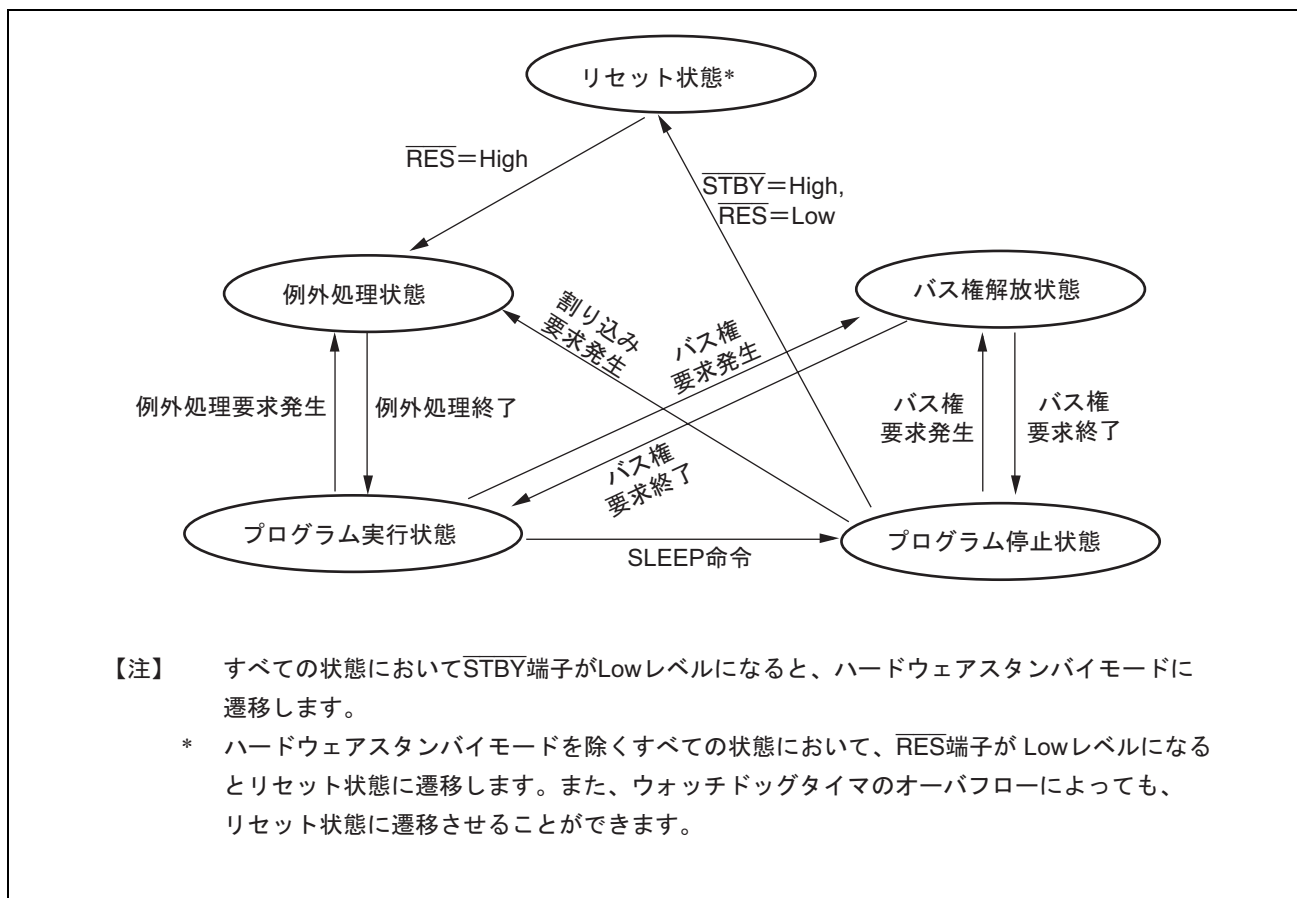 リセット状態*
R̅E̅S̅=High
S̅T̅B̅Y̅=High,
R̅E̅S̅=Low
例外処理状態
バス権解放状態
割り込み
要求発生
バス権
要求発生
例外処理要求発生
例外処理終了
バス権
要求発生
バス権
要求終了
バス権
要求終了
プログラム実行状態
プログラム停止状態
SLEEP命令
【注】 すべての状態においてS̅T̅B̅Y̅端子がLowレベルになると、ハードウェアスタンバイモードに
遷移します。
* ハードウェアスタンバイモードを除くすべての状態において、R̅E̅S̅端子が Lowレベルになる
とリセット状態に遷移します。また、ウォッチドッグタイマのオーバフローによっても、
リセット状態に遷移させることができます。